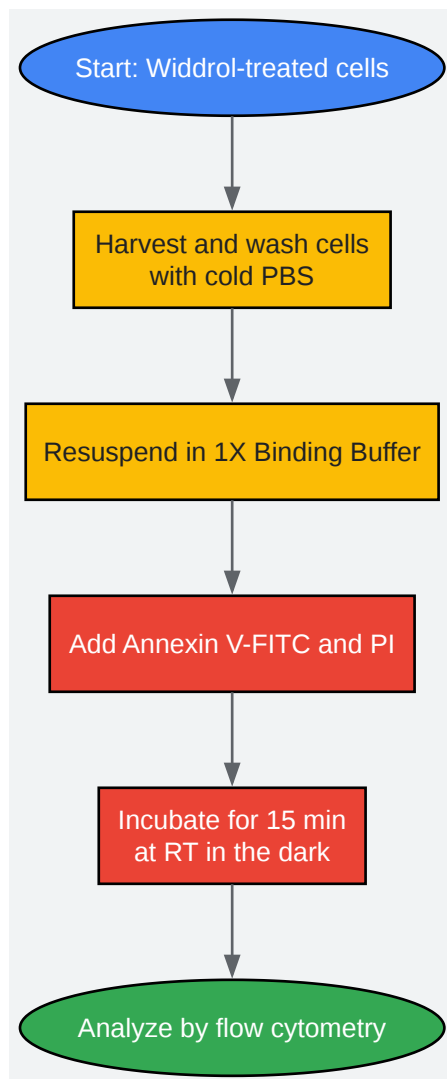 Start: Widdrol-treated cells
Harvest and wash cells
with cold PBS
Resuspend in 1X Binding Buffer
Add Annexin V-FITC and PI
Incubate for 15 min
at RT in the dark
Analyze by flow cytometry